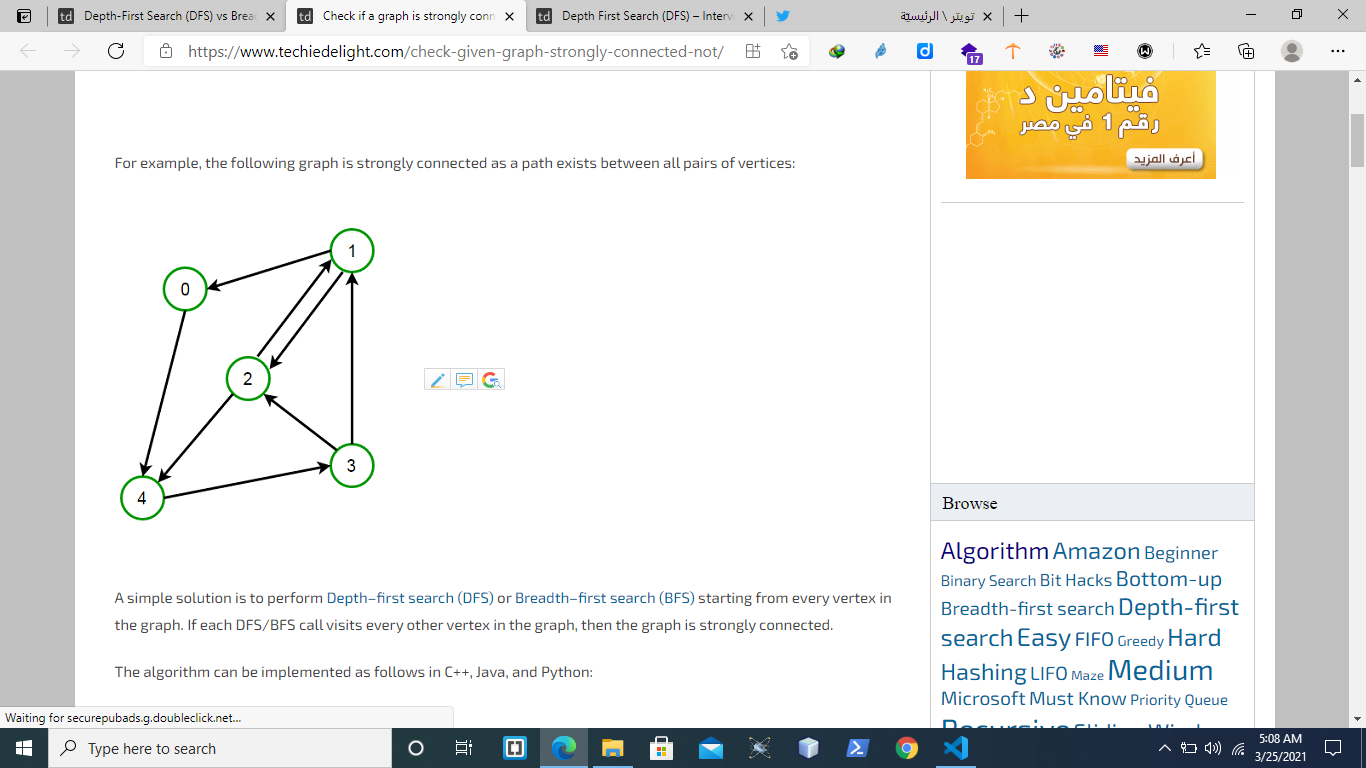 Depth-First Search (DFS) vs Brea
Check if a graph is strongly conn
Depth First Search (DFS) – Interv
تويتر \ الرئيسيّة
https://www.techiedelight.com/check-given-graph-strongly-connected-not/
17
فيتامين د
رقم 1 في مصر
أعرف المزيد
For example, the following graph is strongly connected as a path exists between all pairs of vertices:
1
0
2
3
4
A simple solution is to perform Depth–first search (DFS) or Breadth–first search (BFS) starting from every vertex in
the graph. If each DFS/BFS call visits every other vertex in the graph, then the graph is strongly connected.
The algorithm can be implemented as follows in C++, Java, and Python:
Browse
Algorithm Amazon Beginner
Binary Search Bit Hacks Bottom-up
Breadth-first search Depth-first
search Easy FIFO Greedy Hard
Hashing LIFO Maze Medium
Microsoft Must Know Priority Queue
Recursive Sliding Window
Waiting for securepubads.g.doubleclick.net...
Type here to search
5:08 AM
3/25/2021